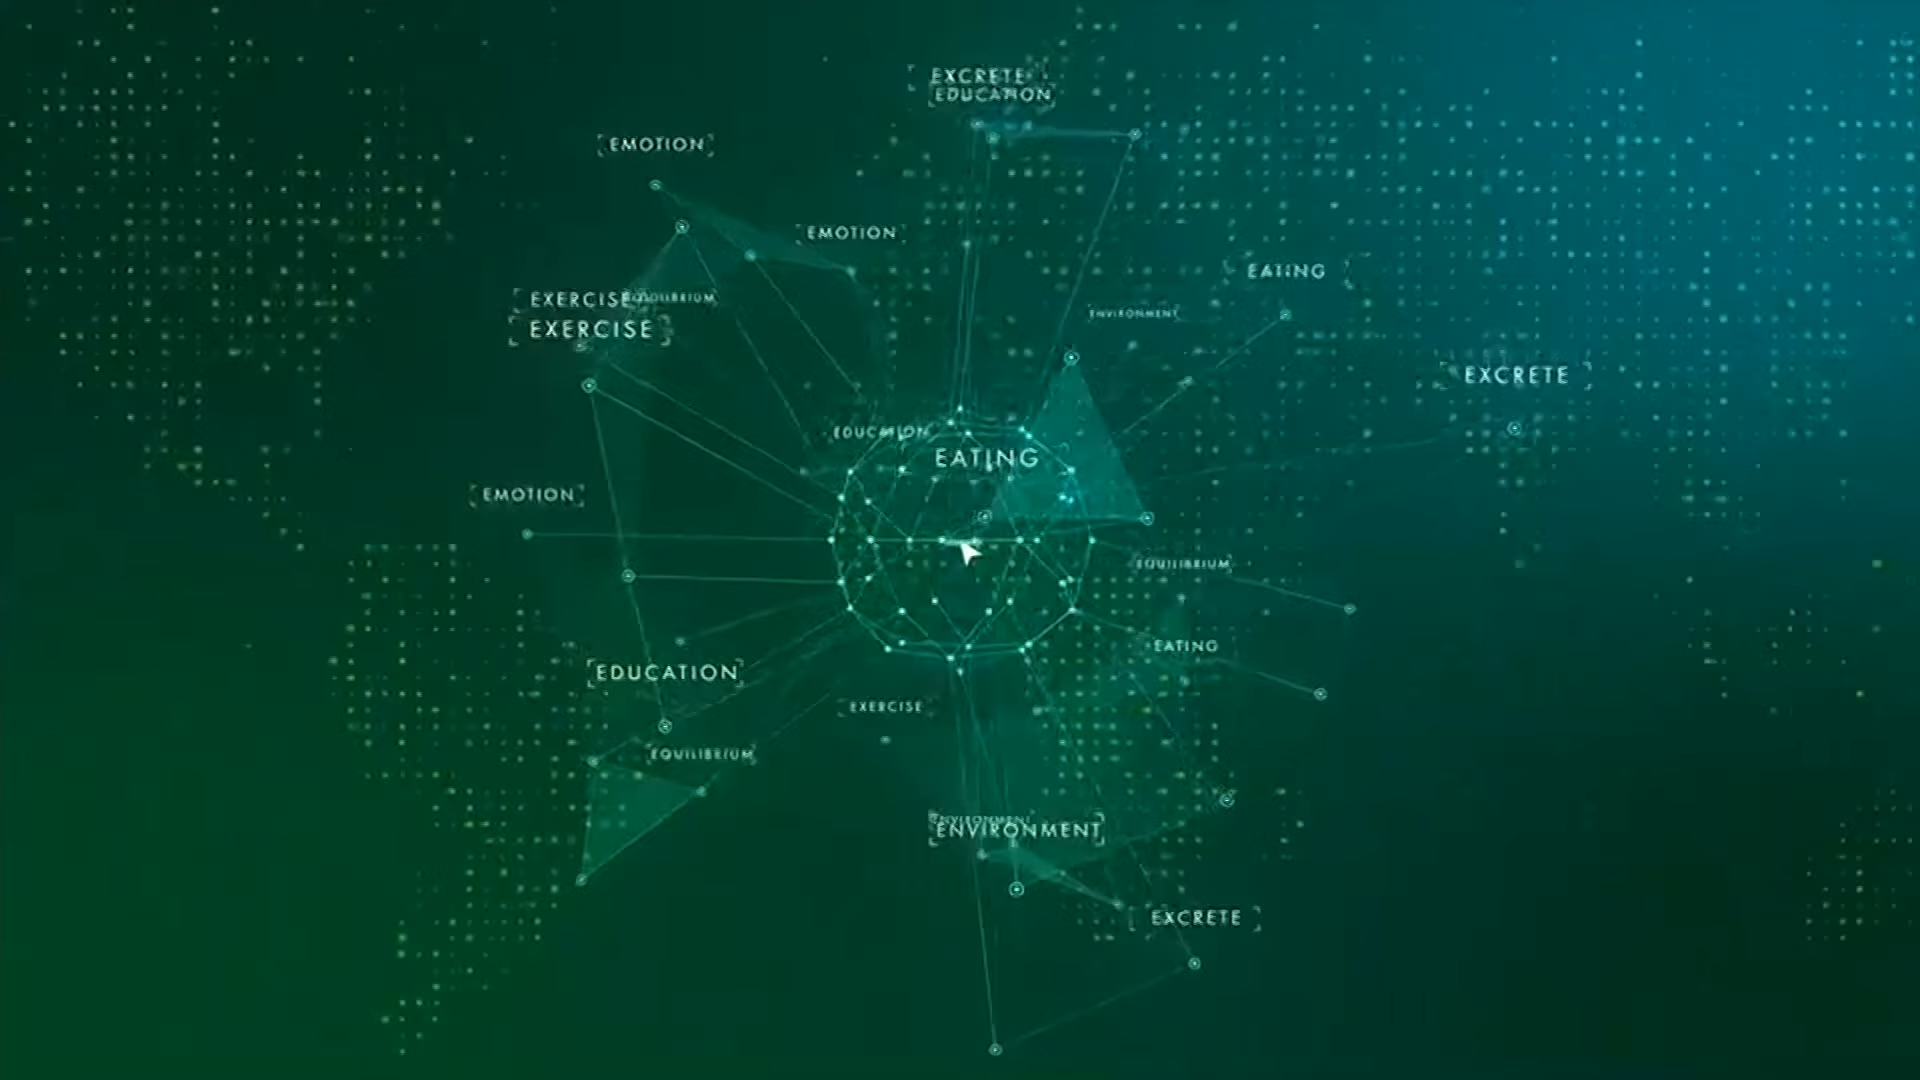 EXCRETE
EDUCATION
EMOTION
EMOTION
EATING
EXERCISE
EQUILIBRIUM
ENVIRONMENT
EXERCISE
EXCRETE
EDUCATION
EATING
EMOTION
EQUILIBRIUM
EATING
EDUCATION
EXERCISE
EQUILIBRIUM
ENVIRONMENT
ENVIRONMENT
EXCRETE